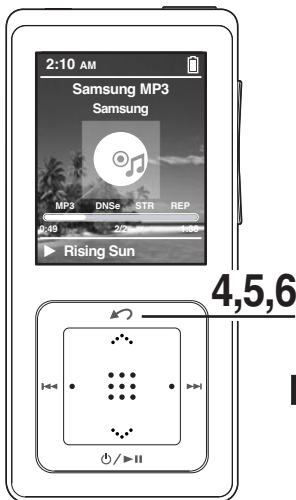 2:10 AM
Samsung MP3
Samsung
MP3 DNSe STR REP
0:49 2/2 1:36
Rising Sun
4,5,6